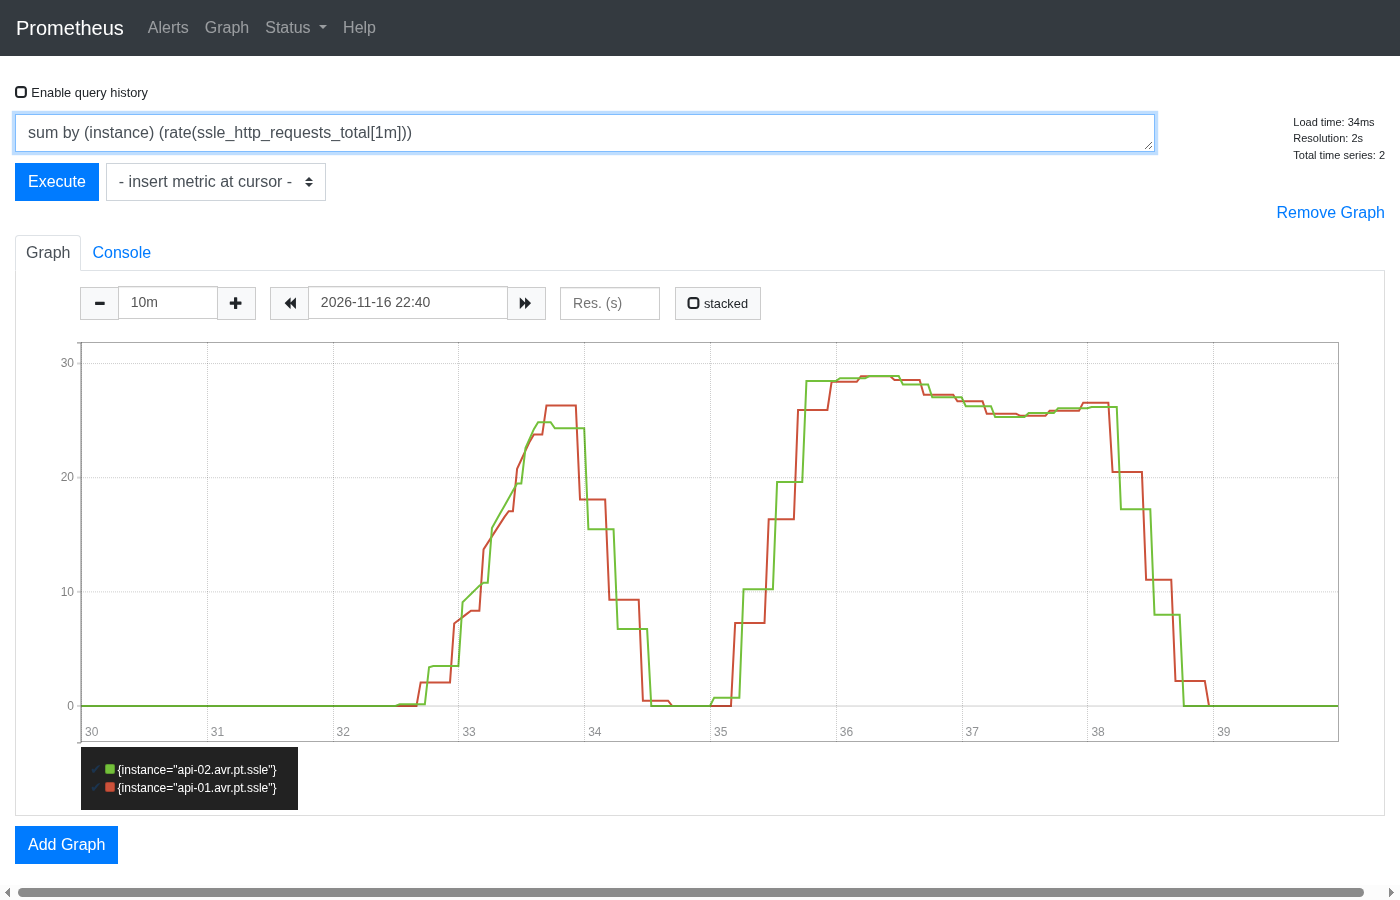 Prometheus Alerts Graph Status Help
Enable query history
sum by (instance) (rate(ssle_http_requests_total[1m]))
Load time: 34ms
Resolution: 2s
Total time series: 2
Execute - insert metric at cursor -
Remove Graph
Graph Console
10m 2026-11-16 22:40 Res. (s) stacked
30
20
10
0
30 31 32 33 34 35 36 37 38 39
{instance="api-02.avr.pt.ssle"}
{instance="api-01.avr.pt.ssle"}
Add Graph